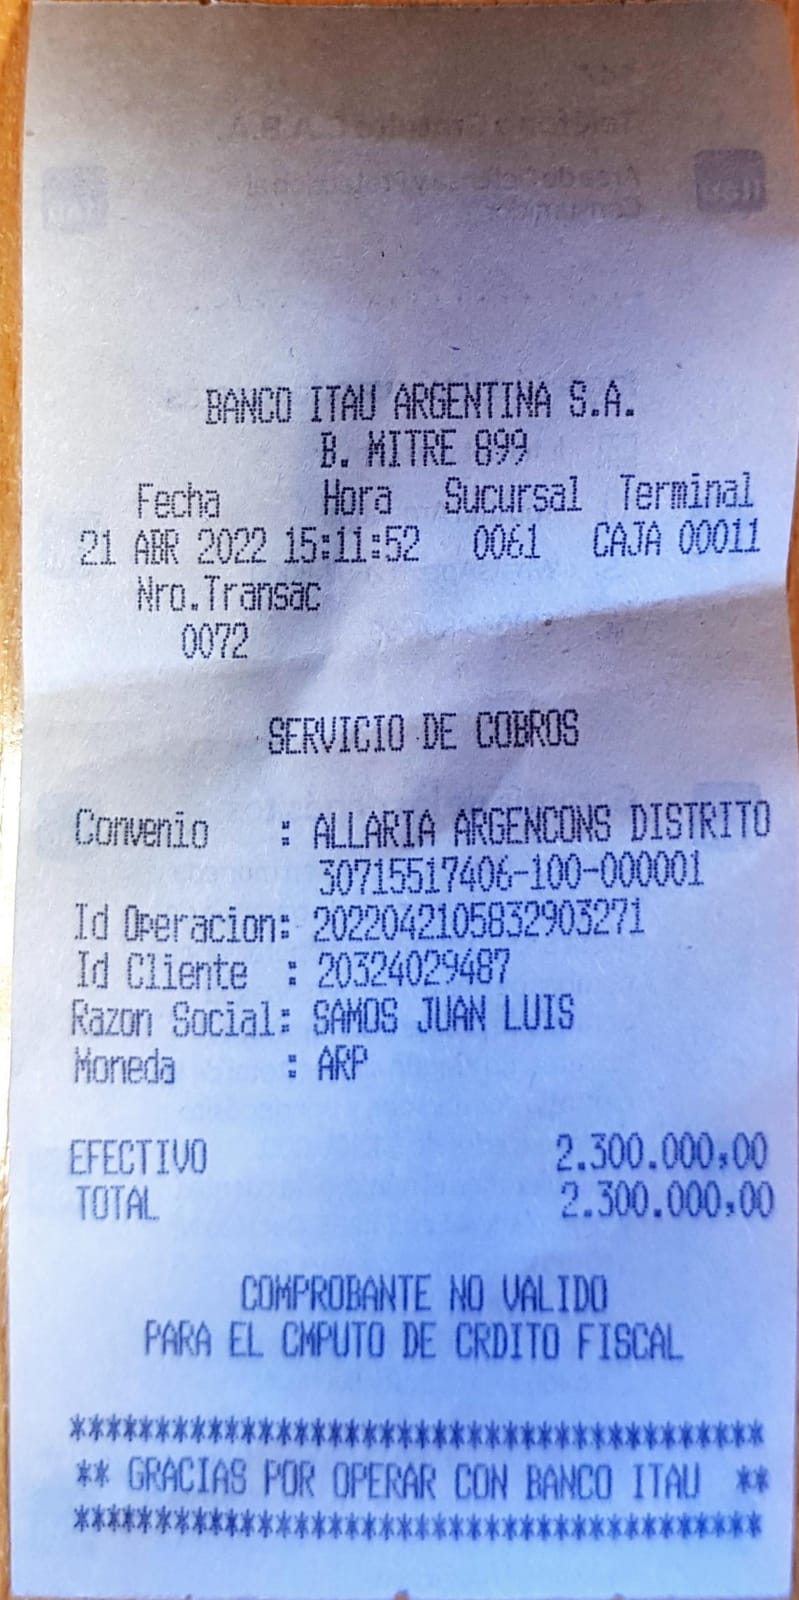 BANCO ITAU ARGENTINA S.A.
B. MITRE 899
Fecha Hora Sucursal Terminal
21 ABR 2022 15:11:52 0061 CAJA 00011
Nro.Transac
0072
SERVICIO DE COBROS
Convenio : ALLARIA ARGENCONS DISTRITO
30715517406-100-000001
Id Operacion: 2022042105832903271
Id Cliente : 20324029487
Razon Social: SAMOS JUAN LUIS
Moneda : ARP
EFECTIVO 2.300.000,00
TOTAL 2.300.000,00
COMPROBANTE NO VALIDO
PARA EL CMPUTO DE CRDITO FISCAL
****************************************
** GRACIAS POR OPERAR CON BANCO ITAU **
****************************************